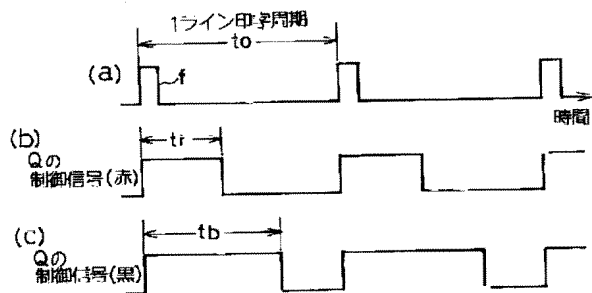 1ライン印字周期
to
(a)
f
時間
(b)
tr
Qの
制御信号(赤)
(c)
tb
Qの
制御信号(黒)